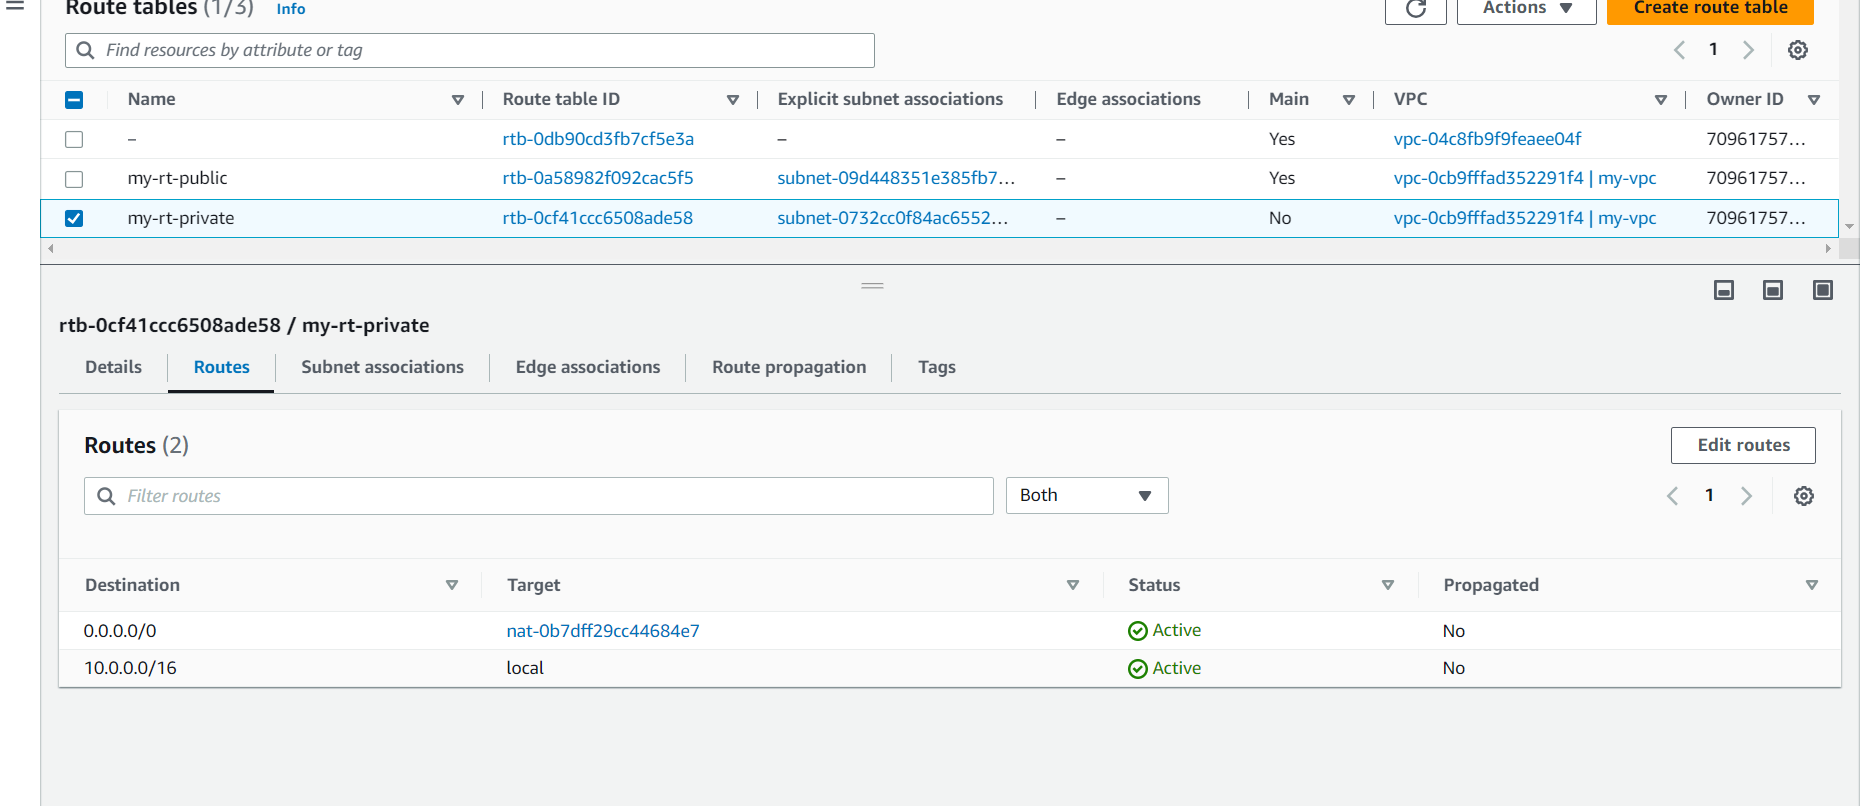 Route tables (1/3) Info
Actions
Create route table
Find resources by attribute or tag
1
Name Route table ID Explicit subnet associations Edge associations Main VPC Owner ID
– rtb-0db90cd3fb7cf5e3a – – Yes vpc-04c8fb9f9feaee04f 70961757...
my-rt-public rtb-0a58982f092cac5f5 subnet-09d448351e385fb7... – Yes vpc-0cb9fffad352291f4 | my-vpc 70961757...
my-rt-private rtb-0cf41ccc6508ade58 subnet-0732cc0f84ac6552... – No vpc-0cb9fffad352291f4 | my-vpc 70961757...
rtb-0cf41ccc6508ade58 / my-rt-private
Details Routes Subnet associations Edge associations Route propagation Tags
Routes (2)
Edit routes
Filter routes
Both
1
Destination Target Status Propagated
0.0.0.0/0 nat-0b7dff29cc44684e7 Active No
10.0.0.0/16 local Active No